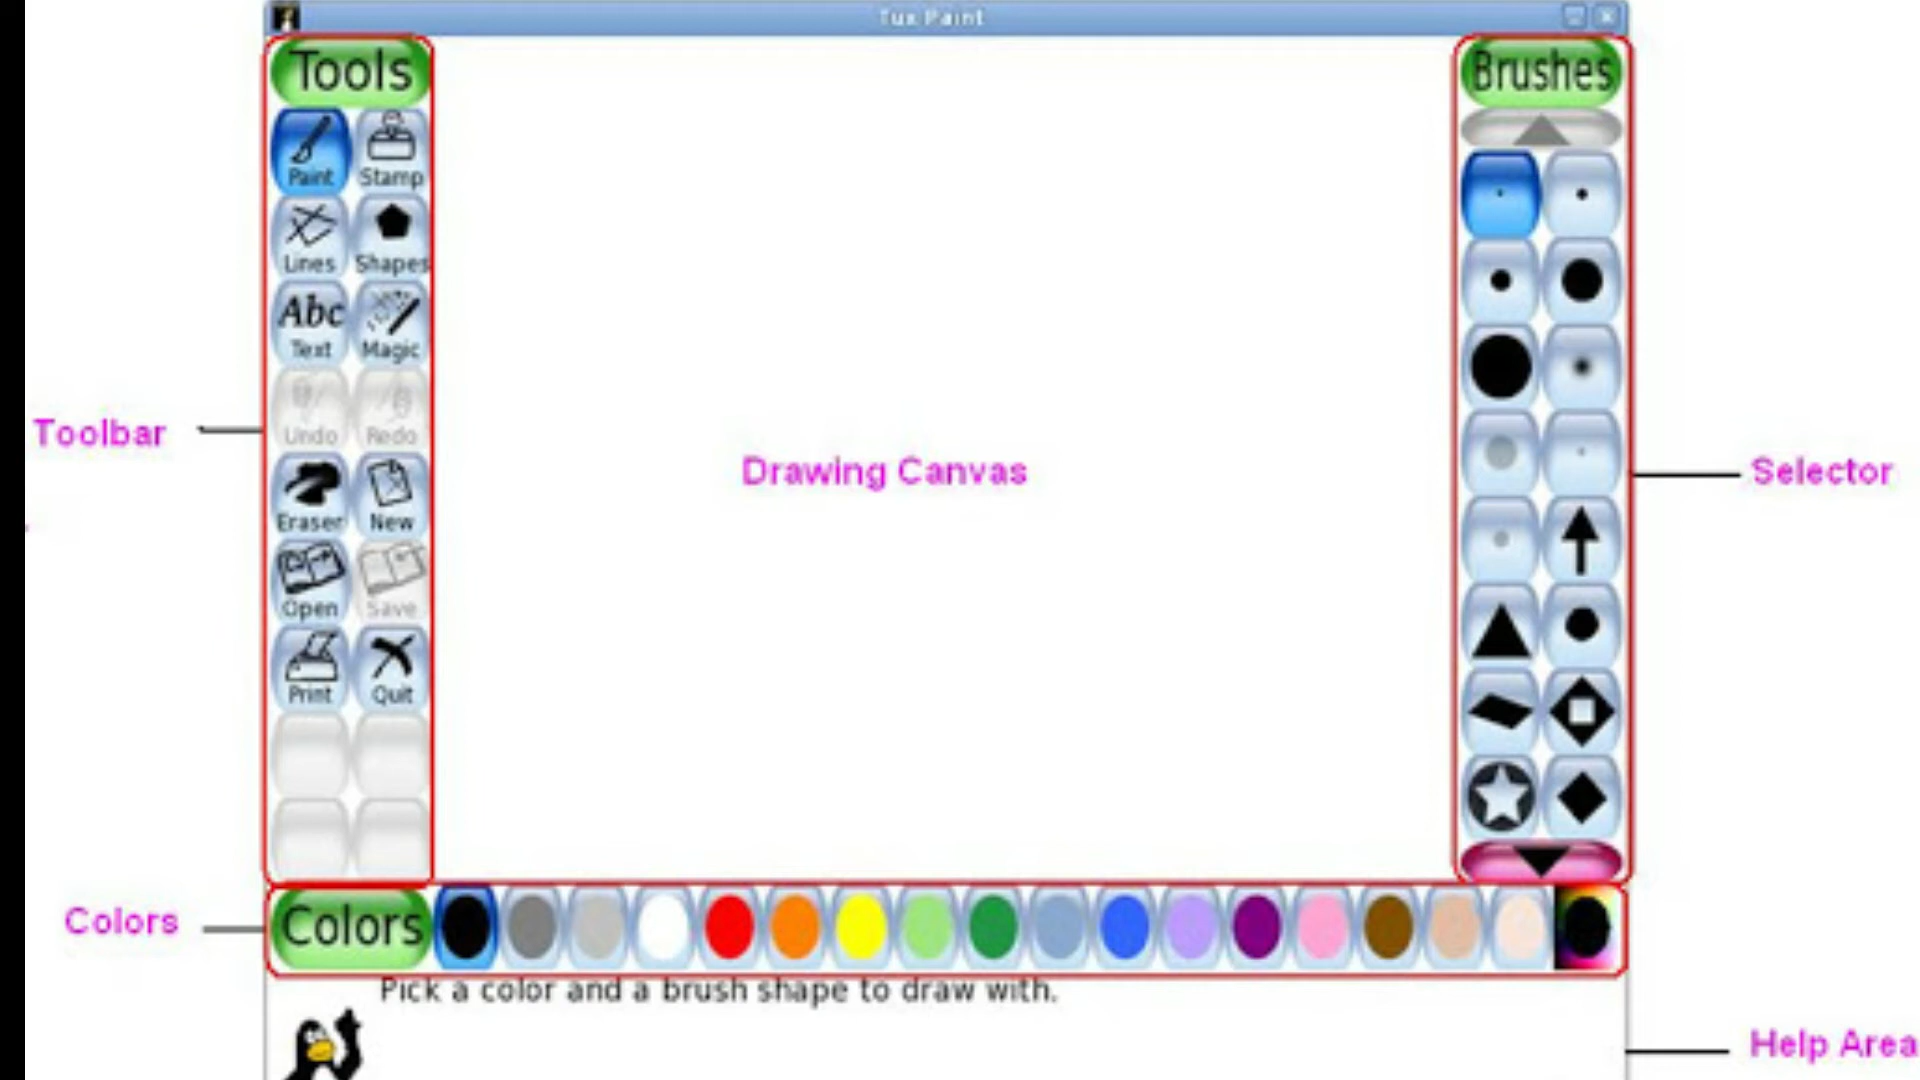 Tux Paint
Tools
Brushes
Paint
Stamp
Lines
Shapes
Abc
Text
Magic
Undo
Redo
Toolbar
Drawing Canvas
Selector
Eraser
New
Open
Save
Print
Quit
Colors
Colors
Pick a color and a brush shape to draw with.
Help Area